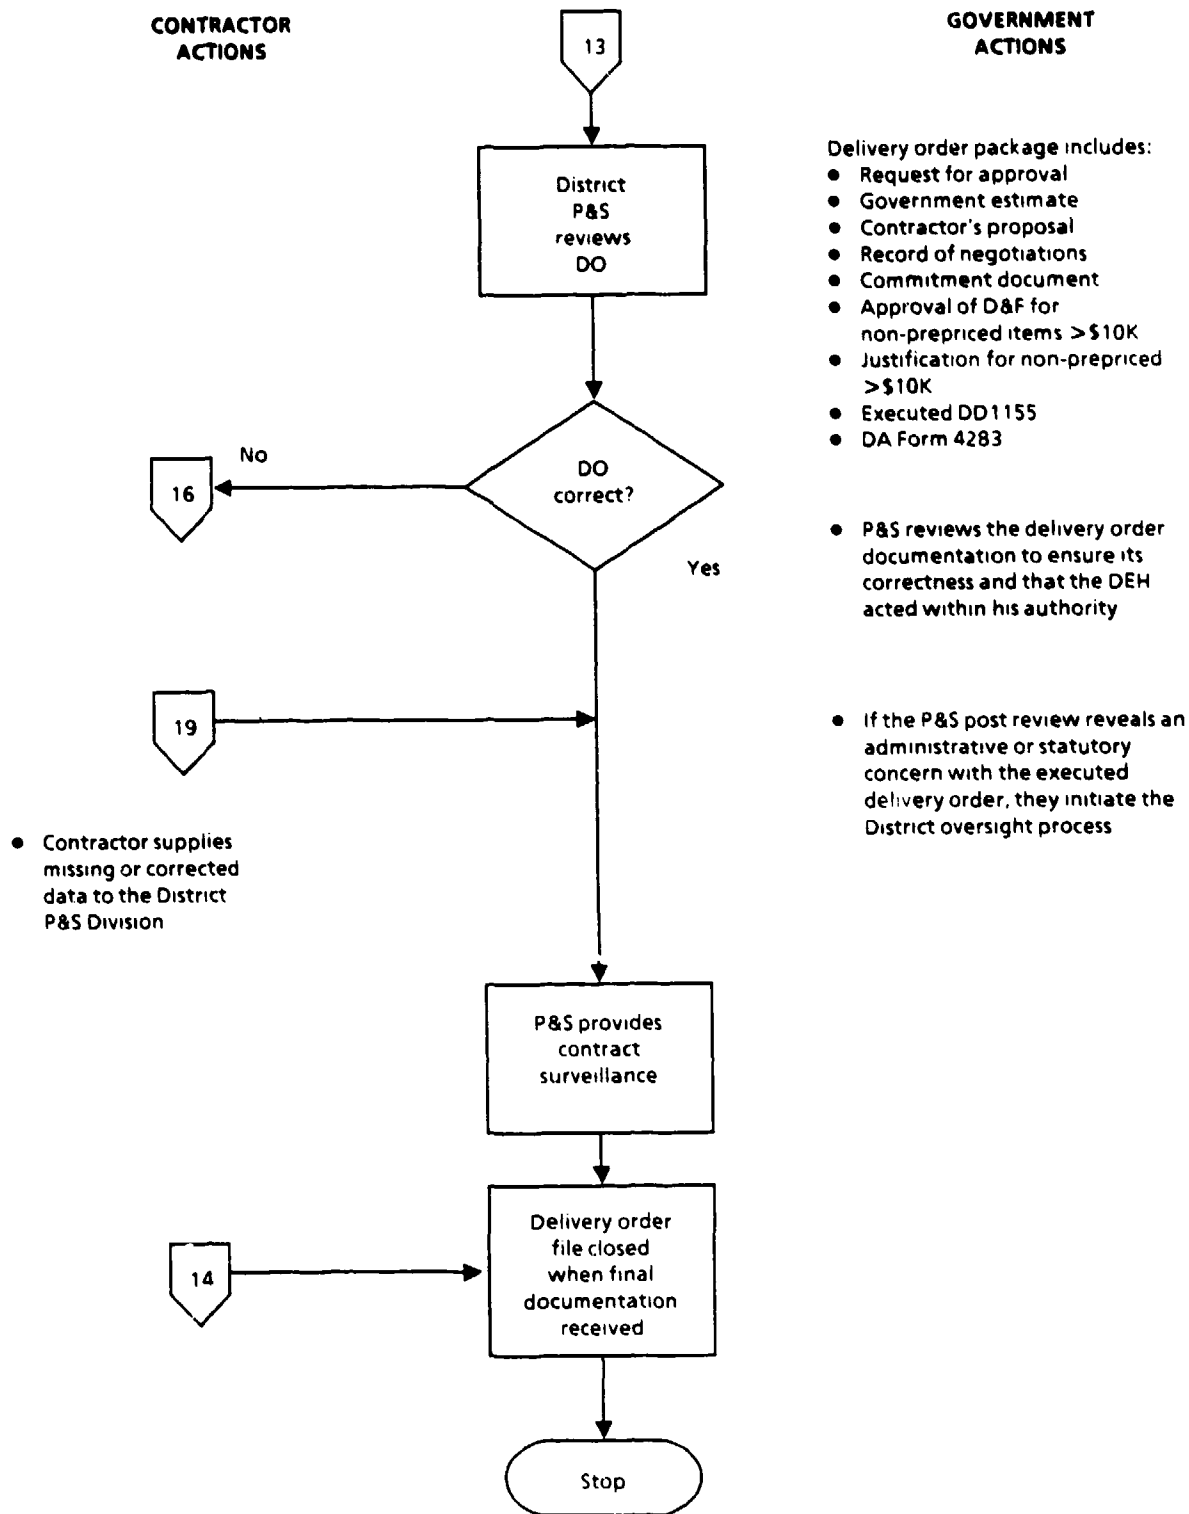 CONTRACTOR
ACTIONS
13
GOVERNMENT
ACTIONS
District
P&S
reviews
DO
Delivery order package includes:
● Request for approval
● Government estimate
● Contractor's proposal
● Record of negotiations
● Commitment document
● Approval of D&F for
non-prepriced items >$10K
● Justification for non-prepriced
>$10K
● Executed DD1155
● DA Form 4283
No
16
DO
correct?
Yes
● P&S reviews the delivery order
documentation to ensure its
correctness and that the DEH
acted within his authority
19
● If the P&S post review reveals an
administrative or statutory
concern with the executed
delivery order, they initiate the
District oversight process
● Contractor supplies
missing or corrected
data to the District
P&S Division
P&S provides
contract
surveillance
14
Delivery order
file closed
when final
documentation
received
Stop